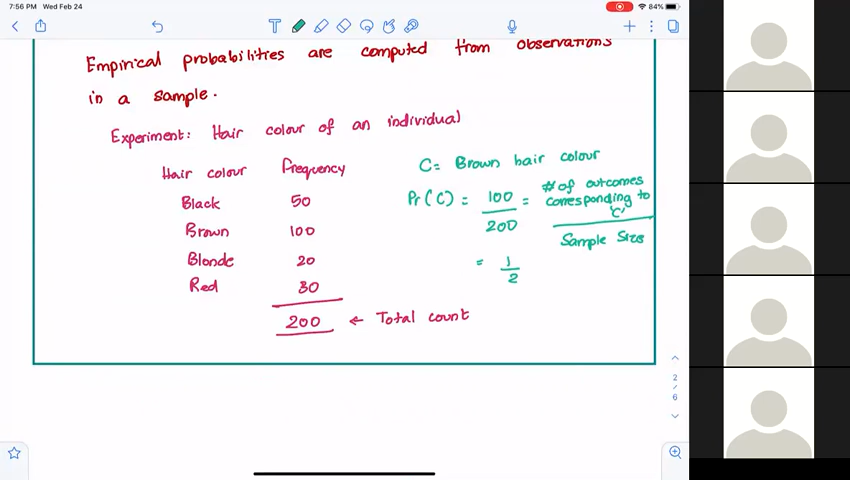 7:56 PM Wed Feb 24
84%
Empirical probabilities are computed from observations
in a sample.
Experiment: Hair colour of an individual
Hair colour Frequency
Black 50
Brown 100
Blonde 20
Red 30
200 ← Total count
C = Brown hair colour
Pr(C) = 100 / 200 = # of outcomes corresponding to 'C' / Sample Size
= 1 / 2
2 / 6